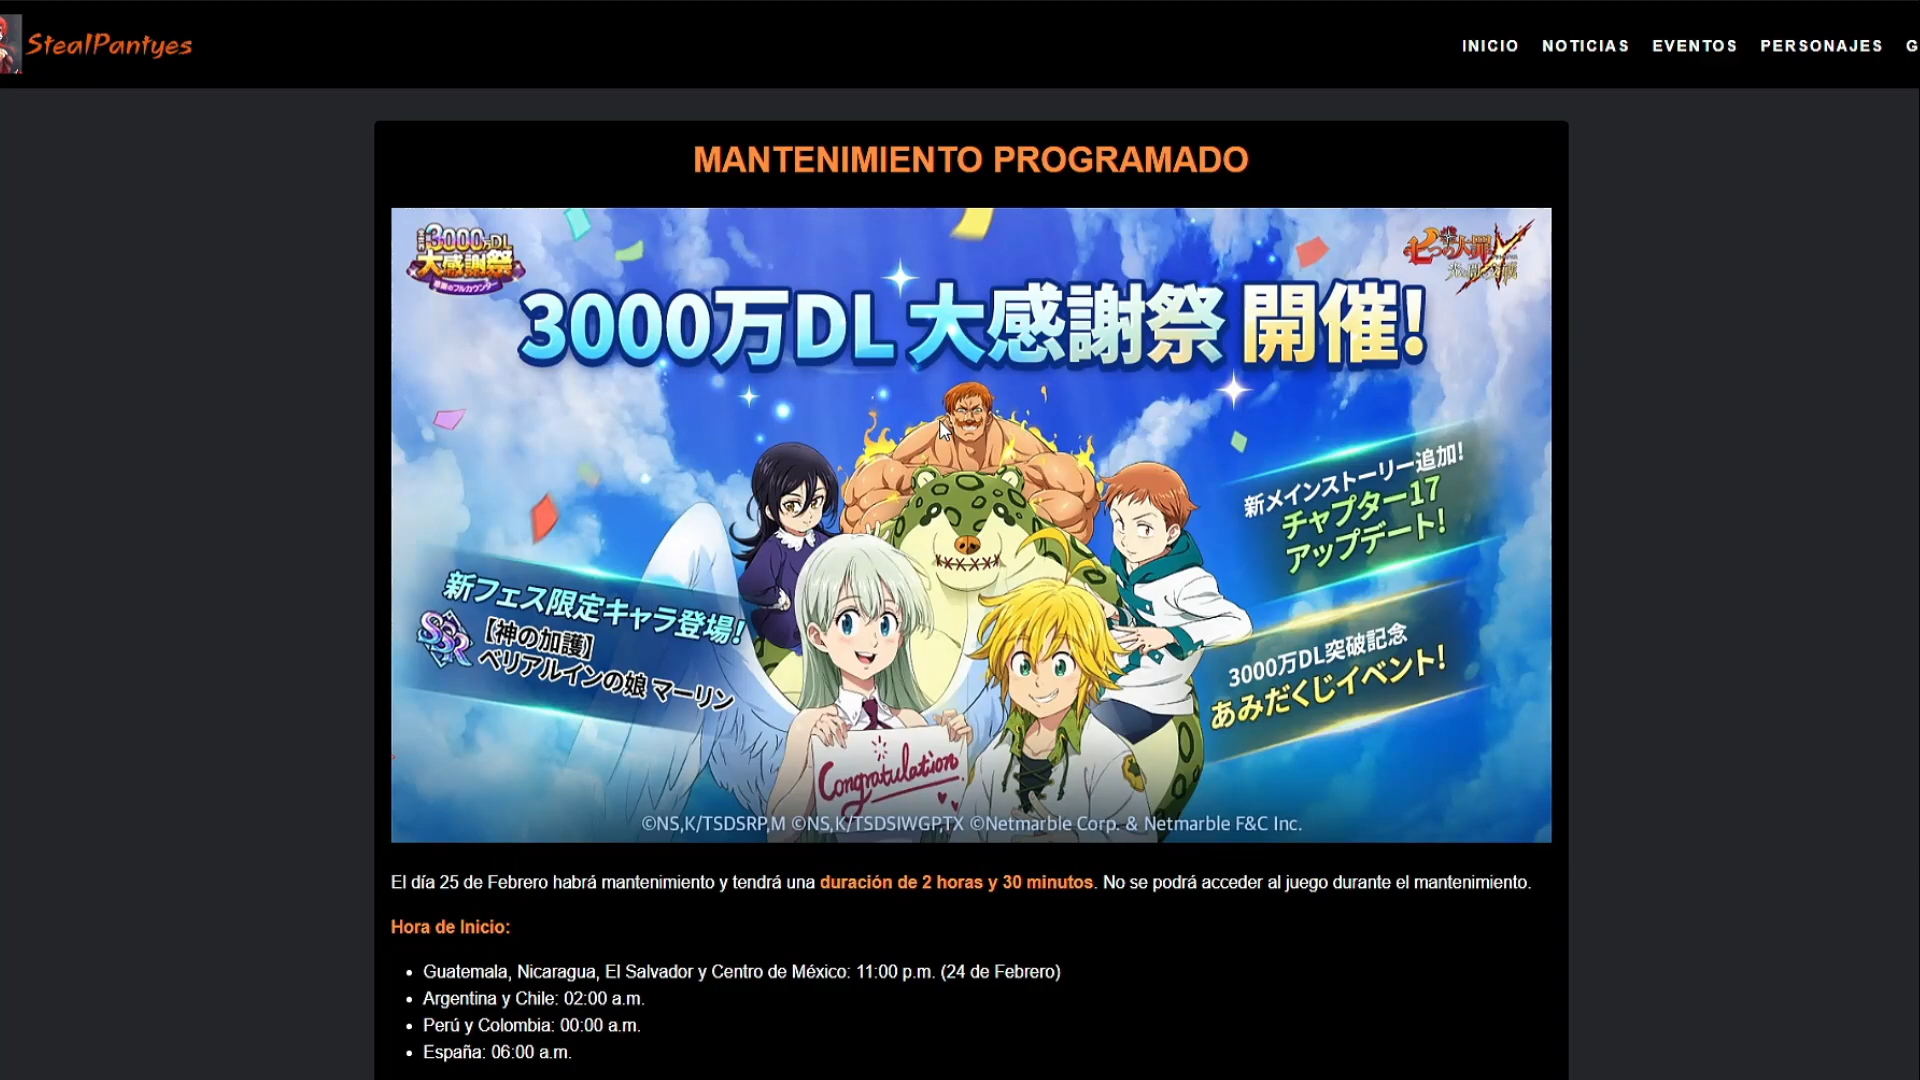 StealPantyes
INICIO NOTICIAS EVENTOS PERSONAJES G
MANTENIMIENTO PROGRAMADO
3000万DL
大感謝祭
七つの大罪
3000万DL 大感謝祭 開催!
新メインストーリー追加!
チャプター17
アップデート!
新フェス限定キャラ登場!
SSR
【神の加護】
ベリアルインの娘 マーリン
3000万DL突破記念
あみだくじイベント!
Congratulation
©NS,K/TSDSRP,M ©NS,K/TSDSIWGP,TX ©Netmarble Corp. & Netmarble F&C Inc.
El día 25 de Febrero habrá mantenimiento y tendrá una duración de 2 horas y 30 minutos. No se podrá acceder al juego durante el mantenimiento.
Hora de Inicio:
• Guatemala, Nicaragua, El Salvador y Centro de México: 11:00 p.m. (24 de Febrero)
• Argentina y Chile: 02:00 a.m.
• Perú y Colombia: 00:00 a.m.
• España: 06:00 a.m.